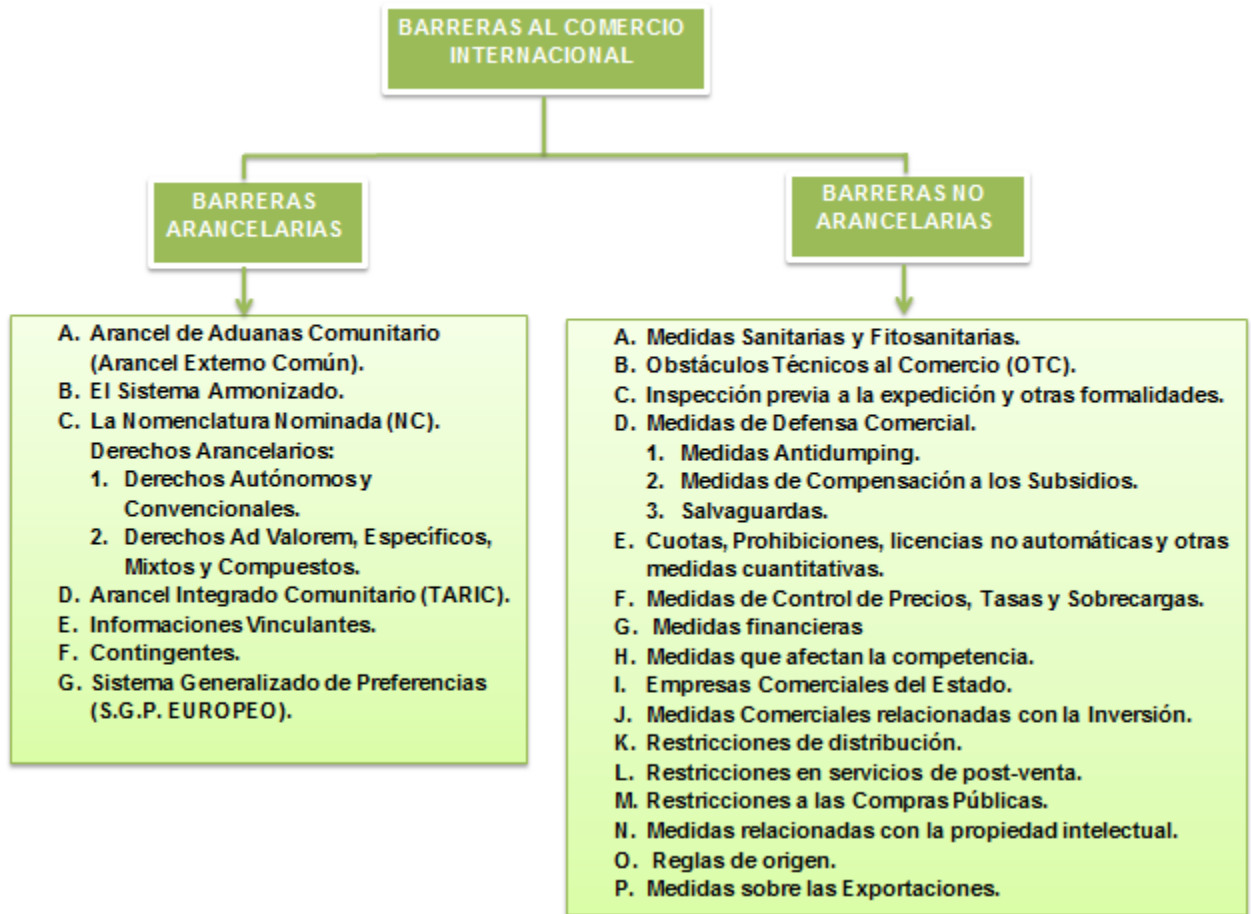 BARRERAS AL COMERCIO
INTERNACIONAL
BARRERAS
ARANCELARIAS
BARRERAS NO
ARANCELARIAS
A. Arancel de Aduanas Comunitario
(Arancel Externo Común).
B. El Sistema Armonizado.
C. La Nomenclatura Nominada (NC).
Derechos Arancelarios:
1. Derechos Autónomos y
Convencionales.
2. Derechos Ad Valorem, Específicos,
Mixtos y Compuestos.
D. Arancel Integrado Comunitario (TARIC).
E. Informaciones Vinculantes.
F. Contingentes.
G. Sistema Generalizado de Preferencias
(S.G.P. EUROPEO).
A. Medidas Sanitarias y Fitosanitarias.
B. Obstáculos Técnicos al Comercio (OTC).
C. Inspección previa a la expedición y otras formalidades.
D. Medidas de Defensa Comercial.
1. Medidas Antidumping.
2. Medidas de Compensación a los Subsidios.
3. Salvaguardas.
E. Cuotas, Prohibiciones, licencias no automáticas y otras
medidas cuantitativas.
F. Medidas de Control de Precios, Tasas y Sobrecargas.
G. Medidas financieras
H. Medidas que afectan la competencia.
I. Empresas Comerciales del Estado.
J. Medidas Comerciales relacionadas con la Inversión.
K. Restricciones de distribución.
L. Restricciones en servicios de post-venta.
M. Restricciones a las Compras Públicas.
N. Medidas relacionadas con la propiedad intelectual.
O. Reglas de origen.
P. Medidas sobre las Exportaciones.